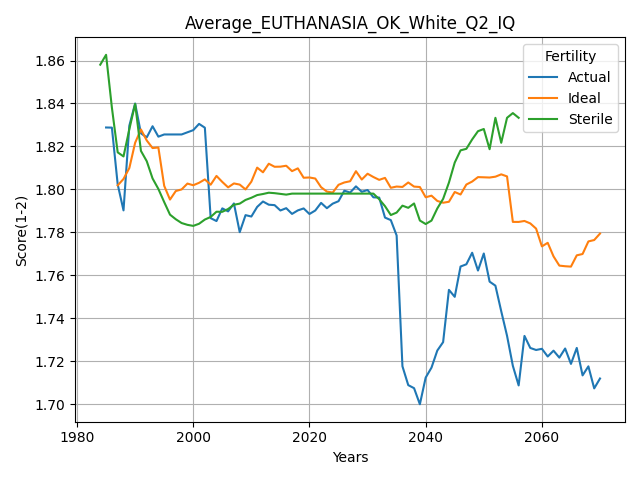 Average_EUTHANASIA_OK_White_Q2_IQ
Fertility
Actual
Ideal
Sterile
Score(1-2)
1.86
1.84
1.82
1.80
1.78
1.76
1.74
1.72
1.70
1980
2000
2020
2040
2060
Years